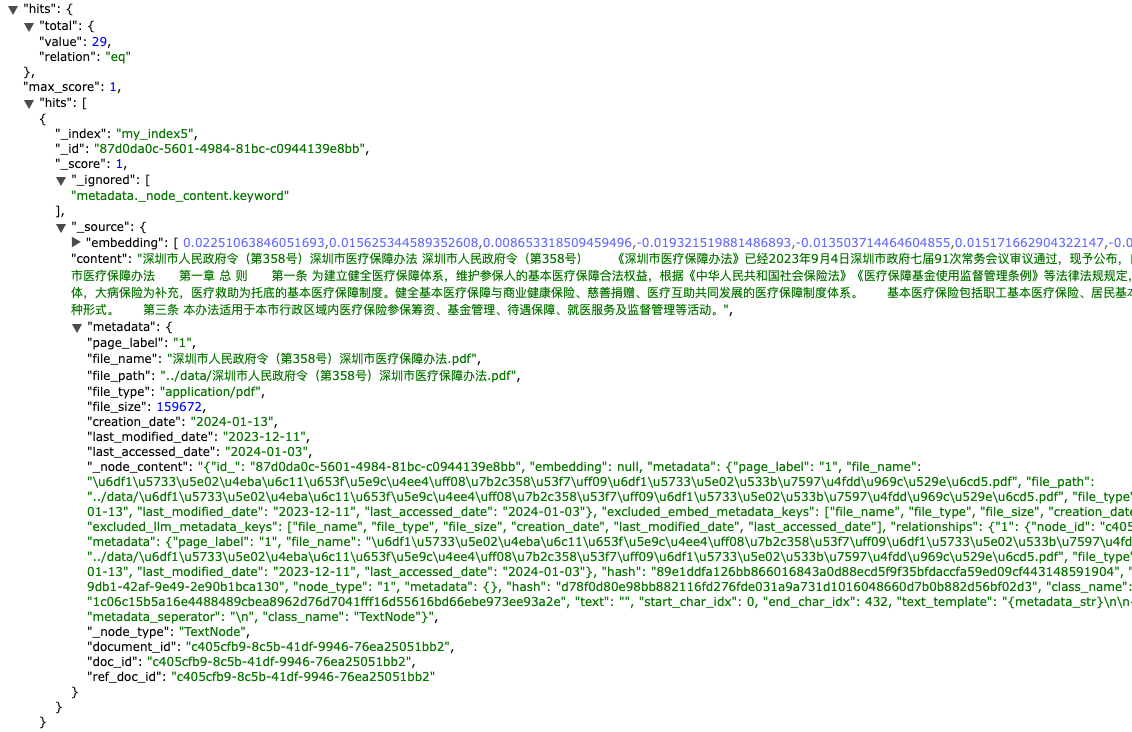 "hits": {
"total": {
"value": 29,
"relation": "eq"
},
"max_score": 1,
"hits": [
{
"_index": "my_index5",
"_id": "87d0da0c-5601-4984-81bc-c0944139e8bb",
"_score": 1,
"_ignored": [
"metadata._node_content.keyword"
],
"_source": {
"embedding": [ 0.02251063846051693,0.015625344589352608,0.008653318509459496,-0.019321519881486893,-0.013503714464604855,0.015171662904322147,-0.0
"content": "深圳市人民政府令（第358号）深圳市医疗保障办法 深圳市人民政府令（第358号）　　《深圳市医疗保障办法》已经2023年9月4日深圳市政府七届91次常务会议审议通过，现予公布，
市医疗保障办法　　第一章 总 则　　第一条 为建立健全医疗保障体系，维护参保人的基本医疗保障合法权益，根据《中华人民共和国社会保险法》《医疗保障基金使用监督管理条例》等法律法规规定，
体，大病保险为补充，医疗救助为托底的基本医疗保障制度。健全基本医疗保障与商业健康保险、慈善捐赠、医疗互助共同发展的医疗保障制度体系。　　基本医疗保险包括职工基本医疗保险、居民基本
种形式。　　第三条 本办法适用于本市行政区域内医疗保险参保筹资、基金管理、待遇保障、就医服务及监督管理等活动。",
"metadata": {
"page_label": "1",
"file_name": "深圳市人民政府令（第358号）深圳市医疗保障办法.pdf",
"file_path": "../data/深圳市人民政府令（第358号）深圳市医疗保障办法.pdf",
"file_type": "application/pdf",
"file_size": 159672,
"creation_date": "2024-01-13",
"last_modified_date": "2023-12-11",
"last_accessed_date": "2024-01-03",
"_node_content": "{"id_": "87d0da0c-5601-4984-81bc-c0944139e8bb", "embedding": null, "metadata": {"page_label": "1", "file_name":
"\u6df1\u5733\u5e02\u4eba\u6c11\u653f\u5e9c\u4ee4\uff08\u7b2c358\u53f7\uff09\u6df1\u5733\u5e02\u533b\u7597\u4fdd\u969c\u529e\u6cd5.pdf", "file_path":
"../data/\u6df1\u5733\u5e02\u4eba\u6c11\u653f\u5e9c\u4ee4\uff08\u7b2c358\u53f7\uff09\u6df1\u5733\u5e02\u533b\u7597\u4fdd\u969c\u529e\u6cd5.pdf", "file_type
01-13", "last_modified_date": "2023-12-11", "last_accessed_date": "2024-01-03"}, "excluded_embed_metadata_keys": ["file_name", "file_type", "file_size", "creation_date
"excluded_llm_metadata_keys": ["file_name", "file_type", "file_size", "creation_date", "last_modified_date", "last_accessed_date"], "relationships": {"1": {"node_id": "c405
"metadata": {"page_label": "1", "file_name": "\u6df1\u5733\u5e02\u4eba\u6c11\u653f\u5e9c\u4ee4\uff08\u7b2c358\u53f7\uff09\u6df1\u5733\u5e02\u533b\u7597\u4fd
"../data/\u6df1\u5733\u5e02\u4eba\u6c11\u653f\u5e9c\u4ee4\uff08\u7b2c358\u53f7\uff09\u6df1\u5733\u5e02\u533b\u7597\u4fdd\u969c\u529e\u6cd5.pdf", "file_type
01-13", "last_modified_date": "2023-12-11", "last_accessed_date": "2024-01-03"}, "hash": "89e1ddfa126bb866016843a0d88ecd5f9f35bfdaccfa59ed09cf443148591904", "
9db1-42af-9e49-2e90b1bca130", "node_type": "1", "metadata": {}, "hash": "d78f0d80e98bb882116fd276fde031a9a731d1016048660d7b0b882d56bf02d3", "class_name":
"1c06c15b5a16e4488489cbea8962d76d7041fff16d55616bd66ebe973ee93a2e", "text": "", "start_char_idx": 0, "end_char_idx": 432, "text_template": "{metadata_str}\n\n
"metadata_seperator": "\n", "class_name": "TextNode"}",
"_node_type": "TextNode",
"document_id": "c405cfb9-8c5b-41df-9946-76ea25051bb2",
"doc_id": "c405cfb9-8c5b-41df-9946-76ea25051bb2",
"ref_doc_id": "c405cfb9-8c5b-41df-9946-76ea25051bb2"
}
}
}